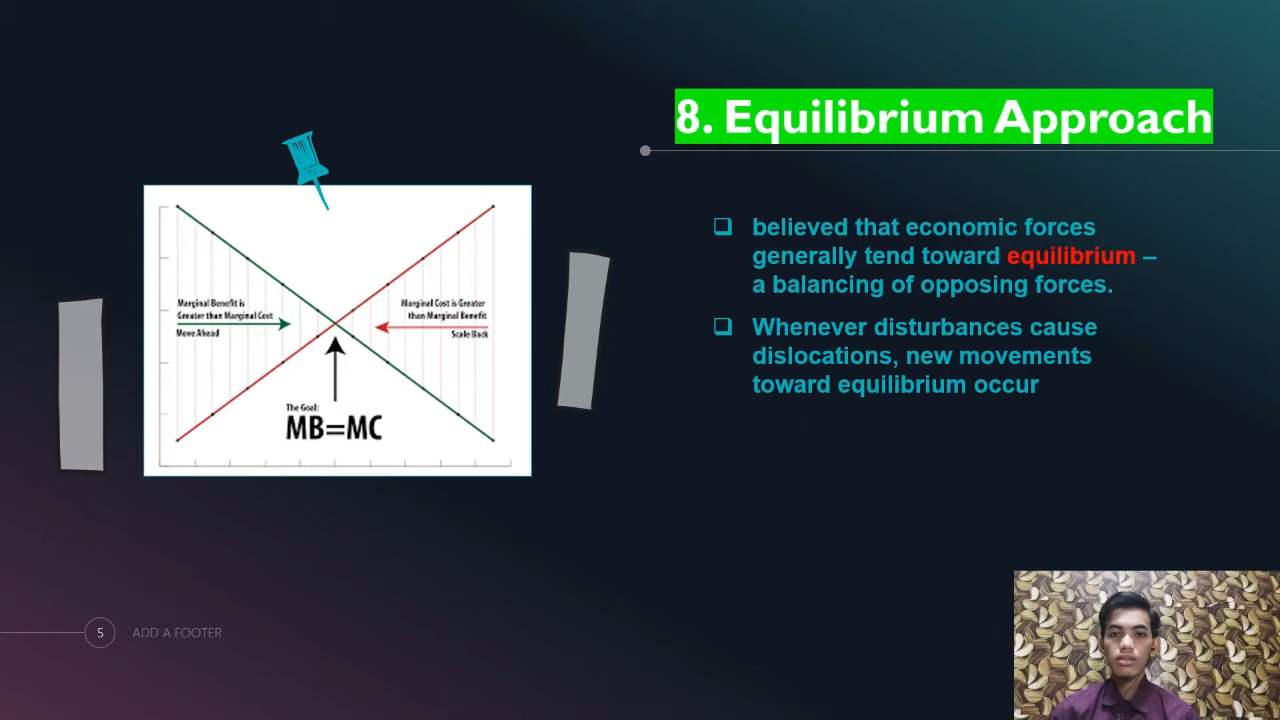 8. Equilibrium Approach
❑ believed that economic forces
generally tend toward equilibrium –
a balancing of opposing forces.
❑ Whenever disturbances cause
dislocations, new movements
toward equilibrium occur
Marginal Benefit is
Greater than Marginal Cost
Move Ahead
Marginal Cost is Greater
than Marginal Benefit
Scale Back
The Goal:
MB=MC
5 ADD A FOOTER